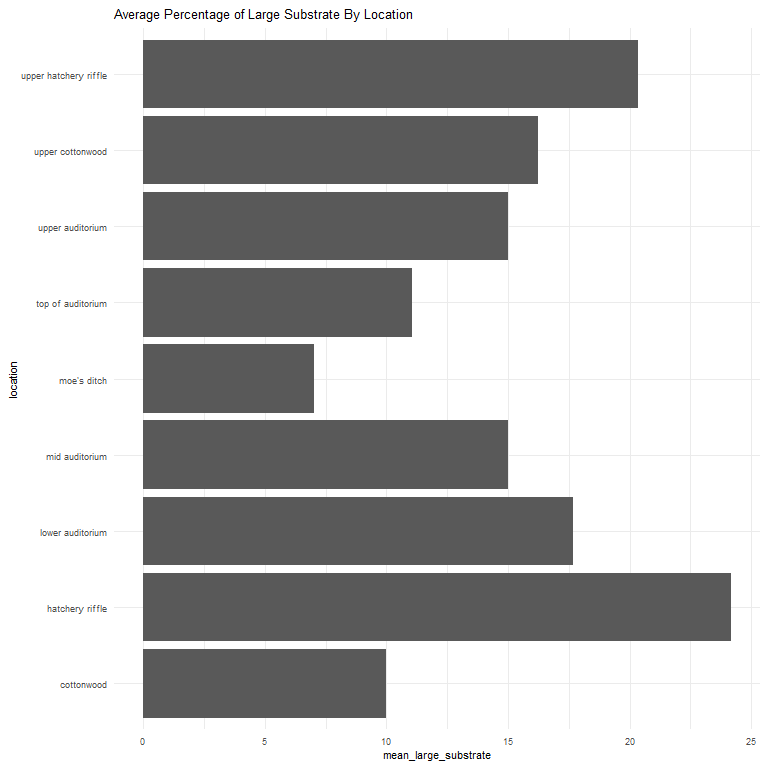 Average Percentage of Large Substrate By Location
upper hatchery riffle
upper cottonwood
upper auditorium
top of auditorium
moe's ditch
mid auditorium
lower auditorium
hatchery riffle
cottonwood
location
0 5 10 15 20 25
mean_large_substrate